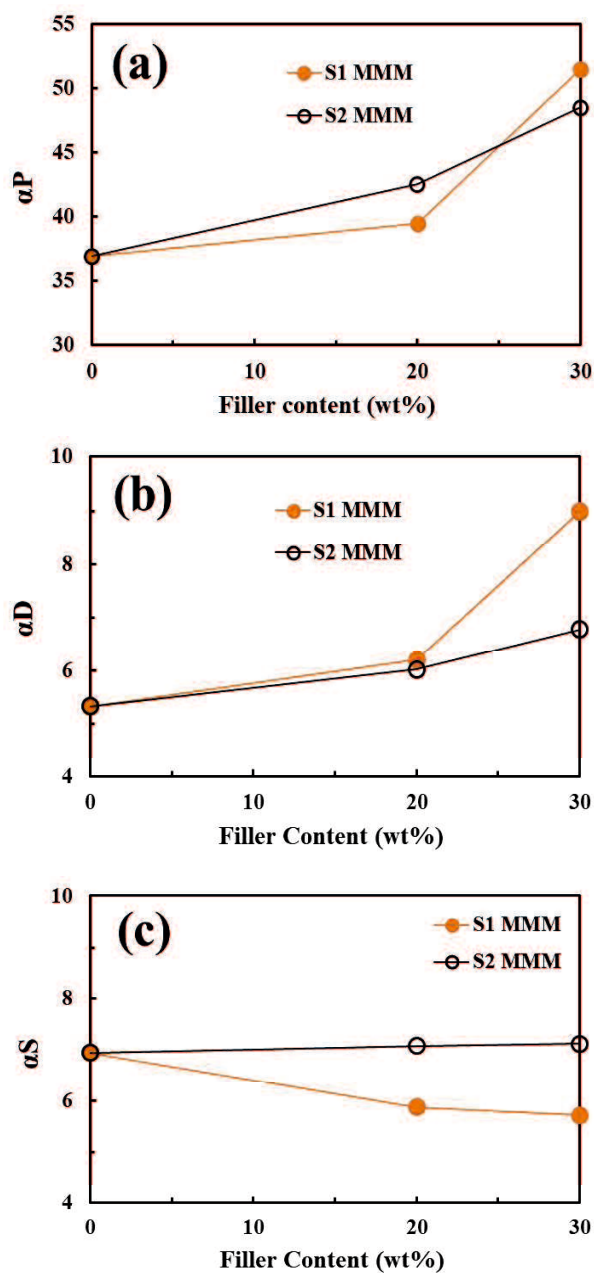 (a)
S1 MMM
S2 MMM
αP
55
50
45
40
35
30
0
10
20
30
Filler content (wt%)
(b)
S1 MMM
S2 MMM
αD
10
8
6
4
0
10
20
30
Filler Content (wt%)
(c)
S1 MMM
S2 MMM
αS
10
8
6
4
0
10
20
30
Filler Content (wt%)